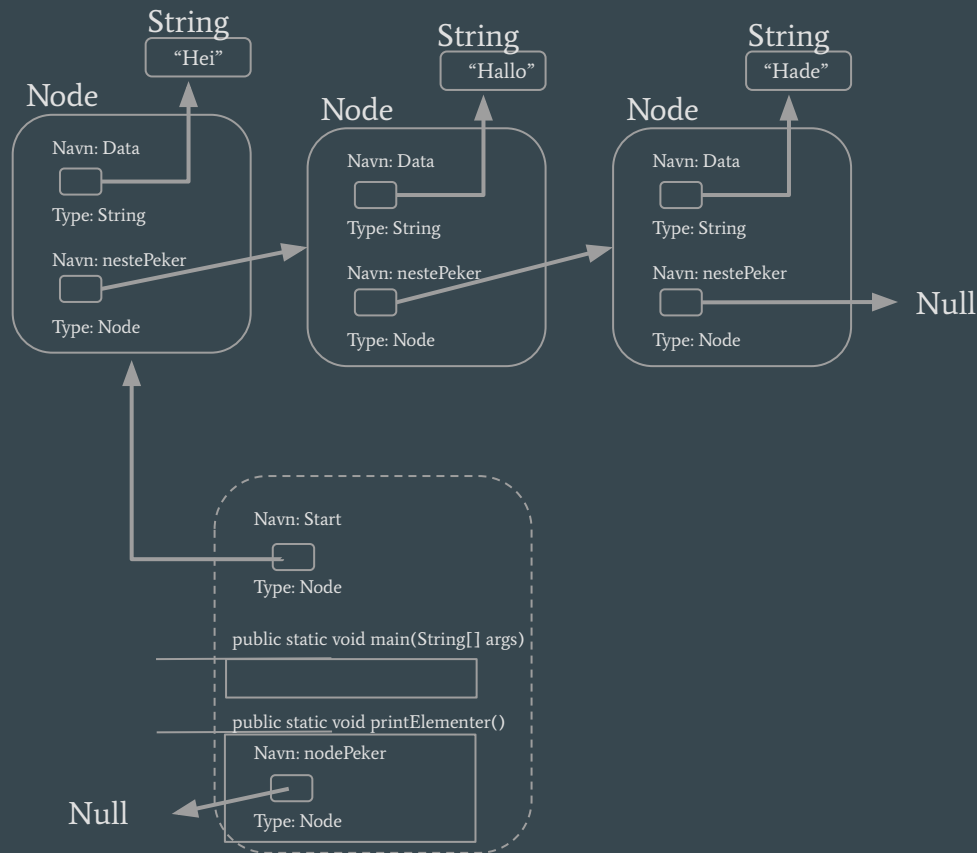 String
“Hei”
Node
Navn: Data
Type: String
Navn: nestePeker
Type: Node
String
“Hallo”
Node
Navn: Data
Type: String
Navn: nestePeker
Type: Node
String
“Hade”
Node
Navn: Data
Type: String
Navn: nestePeker
Type: Node
Null
Navn: Start
Type: Node
public static void main(String[] args)
public static void printElementer()
Navn: nodePeker
Type: Node
Null